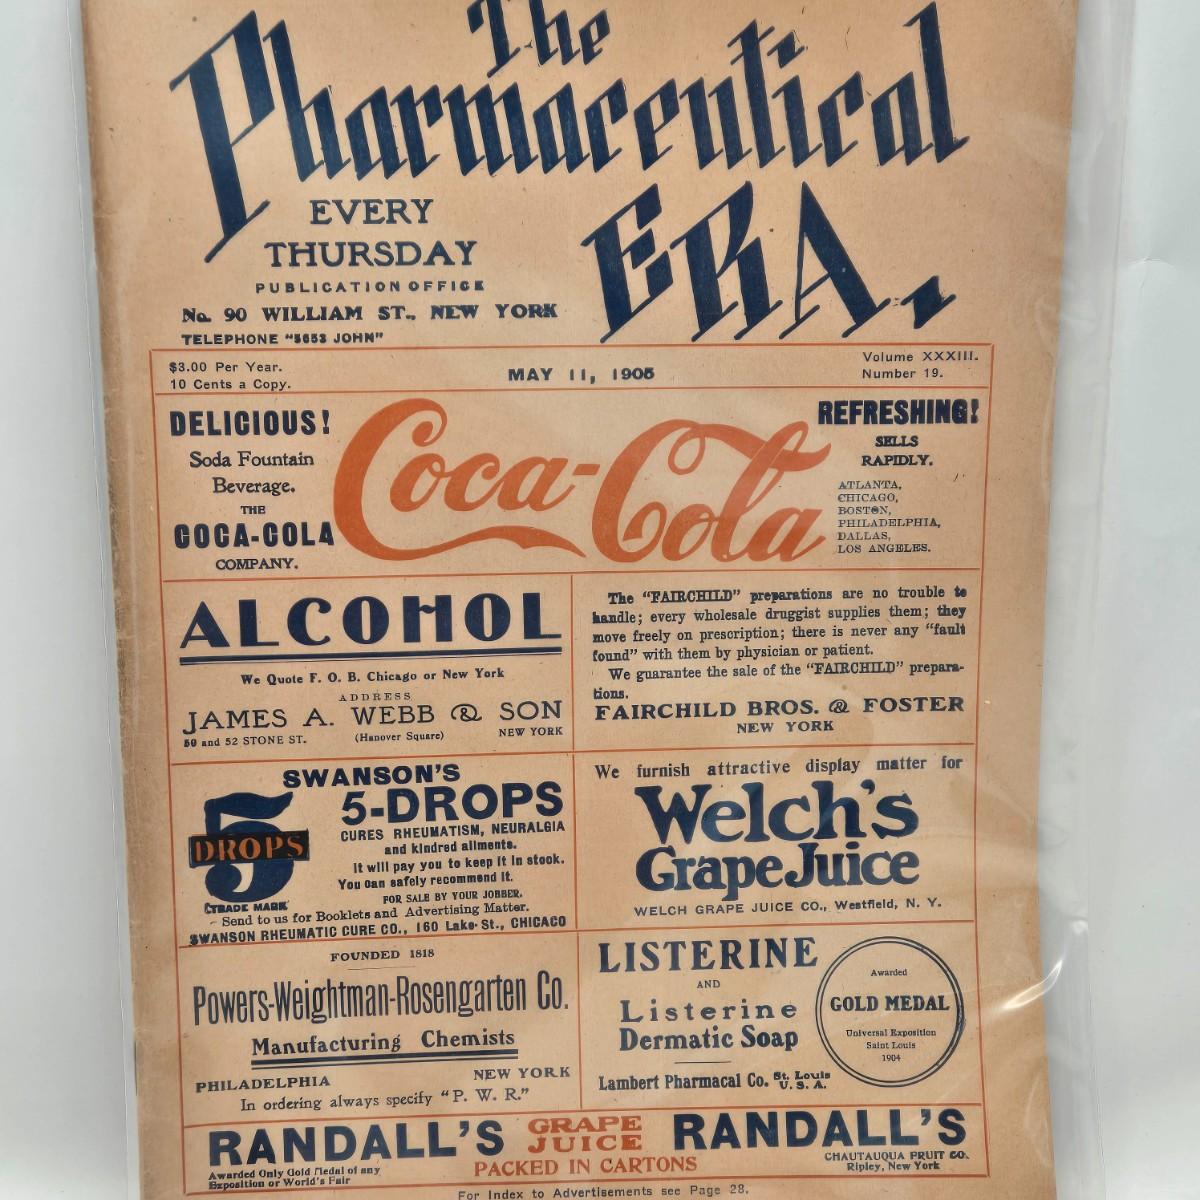 The
Pharmaceutical
ERA.
EVERY
THURSDAY
PUBLICATION OFFICE
No. 90 WILLIAM ST., NEW YORK
TELEPHONE "5653 JOHN"
$3.00 Per Year.
10 Cents a Copy.
MAY 11, 1905
Volume XXXIII.
Number 19.
DELICIOUS!
Soda Fountain
Beverage.
THE
COCA-COLA
COMPANY.
Coca-Cola
REFRESHING!
SELLS
RAPIDLY.
ATLANTA,
CHICAGO,
BOSTON,
PHILADELPHIA,
DALLAS,
LOS ANGELES.
ALCOHOL
We Quote F. O. B. Chicago or New York
ADDRESS
JAMES A. WEBB & SON
50 and 52 STONE ST. (Hanover Square) NEW YORK
The "FAIRCHILD" preparations are no trouble to
handle; every wholesale druggist supplies them; they
move freely on prescription; there is never any "fault
found" with them by physician or patient.
We guarantee the sale of the "FAIRCHILD" prepara-
tions.
FAIRCHILD BROS. & FOSTER
NEW YORK
SWANSON'S
5-DROPS
5
DROPS
TRADE MARK
CURES RHEUMATISM, NEURALGIA
and kindred ailments.
It will pay you to keep it in stock.
You can safely recommend it.
FOR SALE BY YOUR JOBBER.
Send to us for Booklets and Advertising Matter.
SWANSON RHEUMATIC CURE CO., 160 Lake St., CHICAGO
We furnish attractive display matter for
Welch's
Grape Juice
WELCH GRAPE JUICE CO., Westfield, N. Y.
FOUNDED 1818
Powers-Weightman-Rosengarten Co.
Manufacturing Chemists
PHILADELPHIA NEW YORK
In ordering always specify "P. W. R."
LISTERINE
AND
Listerine
Dermatic Soap
Lambert Pharmacal Co. St. Louis
U. S. A.
Awarded
GOLD MEDAL
Universal Exposition
Saint Louis
1904
RANDALL'S GRAPE JUICE RANDALL'S
Awarded Only Gold Medal of any
Exposition or World's Fair
PACKED IN CARTONS
CHAUTAUQUA FRUIT CO.
Ripley, New York
For Index to Advertisements see Page 28.